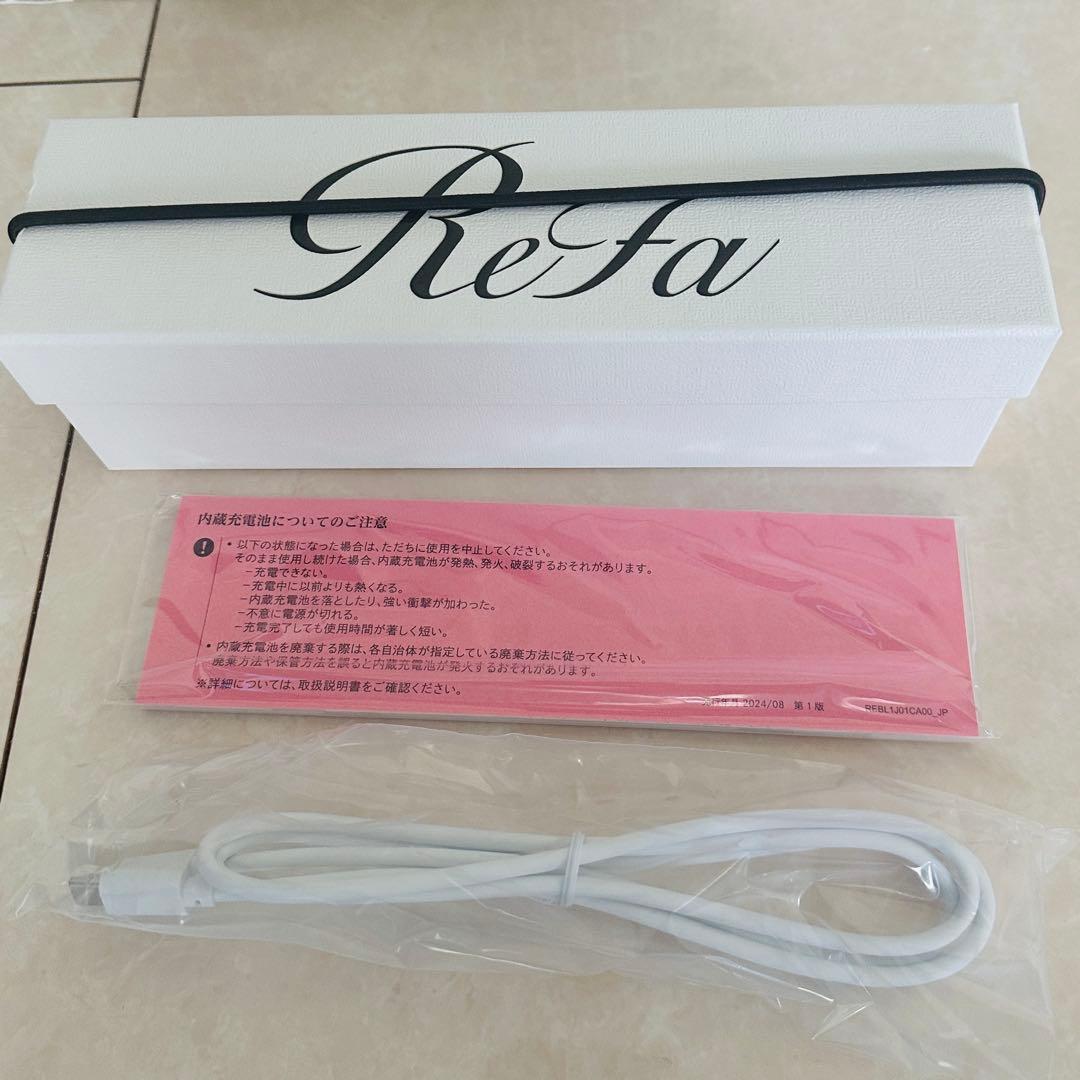 ReFa
内蔵充電池についてのご注意
• 以下の状態になった場合は、ただちに使用を中止してください。
そのまま使用し続けた場合、内蔵充電池が発熱、発火、破裂するおそれがあります。
−充電できない。
−充電中に以前よりも熱くなる。
−内蔵充電池を落としたり、強い衝撃が加わった。
−不意に電源が切れる。
−充電完了しても使用時間が著しく短い。
• 内蔵充電池を廃棄する際は、各自治体が指定している廃棄方法に従ってください。
廃棄方法や保管方法を誤ると内蔵充電池が発火するおそれがあります。
※詳細については、取扱説明書をご確認ください。
発行年月 2024/08 第1版 REBL1J01CA00_JP